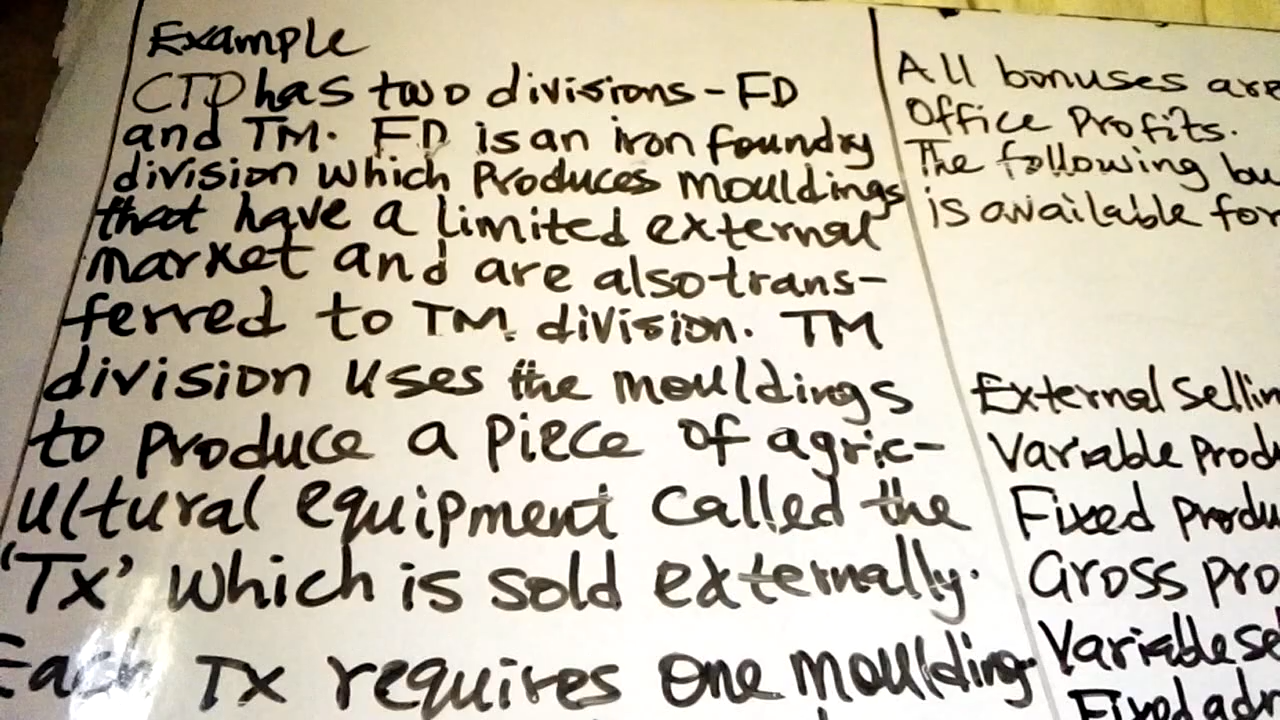 Example
CTD has two divisions - FD
and TM. FD is an iron foundry
division which produces mouldings
that have a limited external
market and are also trans-
ferred to TM division. TM
division uses the mouldings
to produce a piece of agric-
ultural equipment called the
'Tx' which is sold externally.
Each Tx requires one moulding.
All bonuses are
Office Profits.
The following bu
is available for
External Sellin
Variable prod
Fixed produ
Gross pro
Variable se
Fixed adm